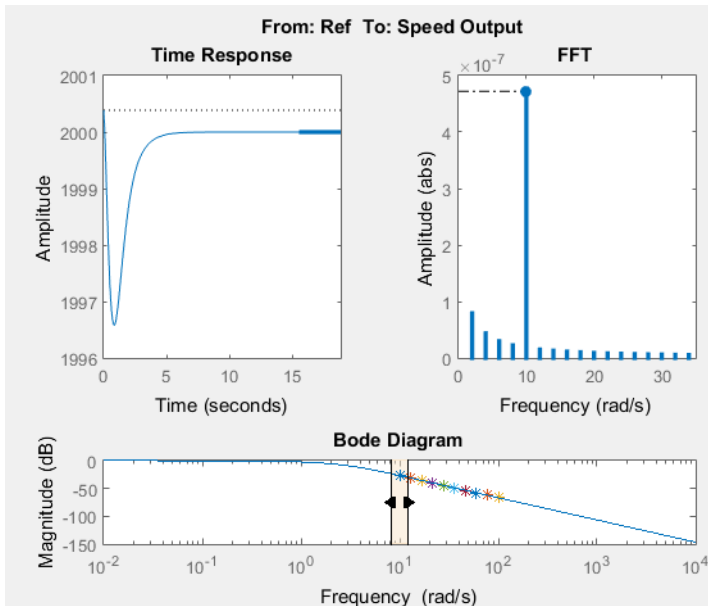 From: Ref  To: Speed Output
Time Response
2001
2000
1999
1998
1997
1996
Amplitude
0 5 10 15
Time (seconds)
FFT
×10⁻⁷
5
4
3
2
1
0
Amplitude (abs)
0 10 20 30
Frequency (rad/s)
Bode Diagram
0
-50
-100
-150
Magnitude (dB)
10⁻² 10⁰ 10¹ 10² 10³ 10⁴
Frequency  (rad/s)